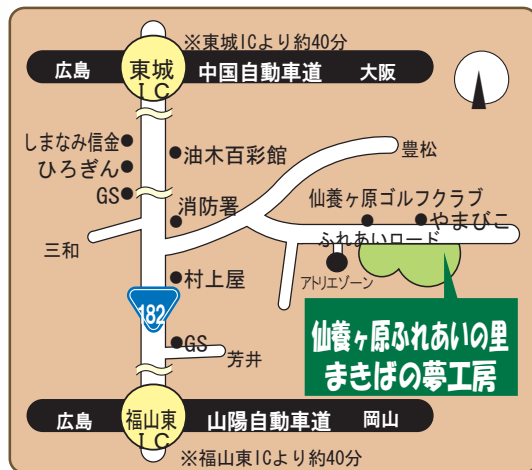 ※東城ICより約40分
広島
東城
IC
中国自動車道
大阪
しまなみ信金
ひろぎん
GS
油木百彩館
豊松
消防署
仙養ヶ原ゴルフクラブ
やまびこ
ふれあいロード
三和
アトリエゾーン
村上屋
182
GS
芳井
仙養ヶ原ふれあいの里
まきばの夢工房
広島
福山東
IC
山陽自動車道
岡山
※福山東ICより約40分